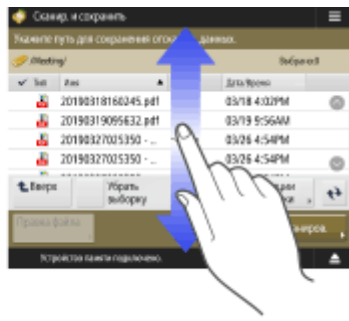 Сканир. и сохранить
Укажите путь для сохранения данных.
/Meeting/ Выбрано:0
Тип Имя ▲ Дата/Время
20190318160245.pdf 03/18 4:02PM
20190319095632.pdf 03/19 9:56AM
20190327025350 - ... 03/26 4:54PM
20190327025350 - ... 03/26 4:54PM
Вверх Убрать выборку
Правка файла
Устройство памяти подключено.